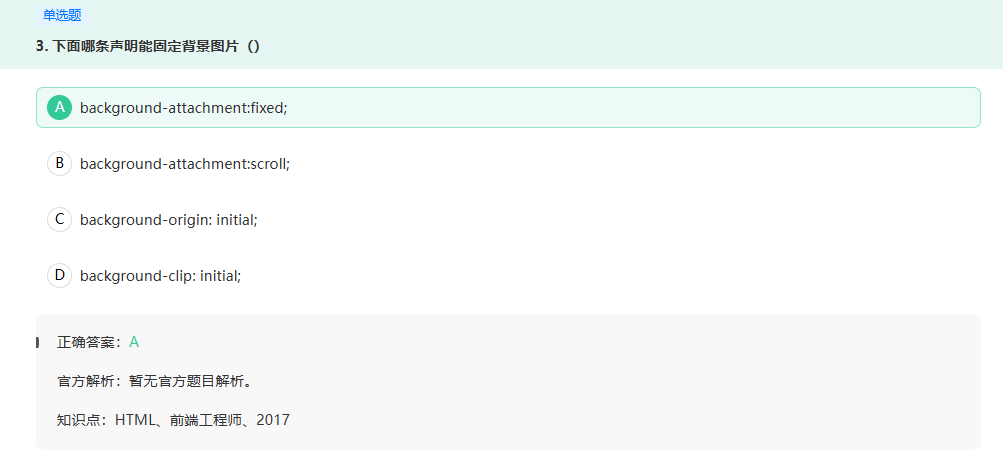 单选题
3. 下面哪条声明能固定背景图片（）
A background-attachment:fixed;
B background-attachment:scroll;
C background-origin: initial;
D background-clip: initial;
正确答案：A
官方解析：暂无官方题目解析。
知识点：HTML、前端工程师、2017